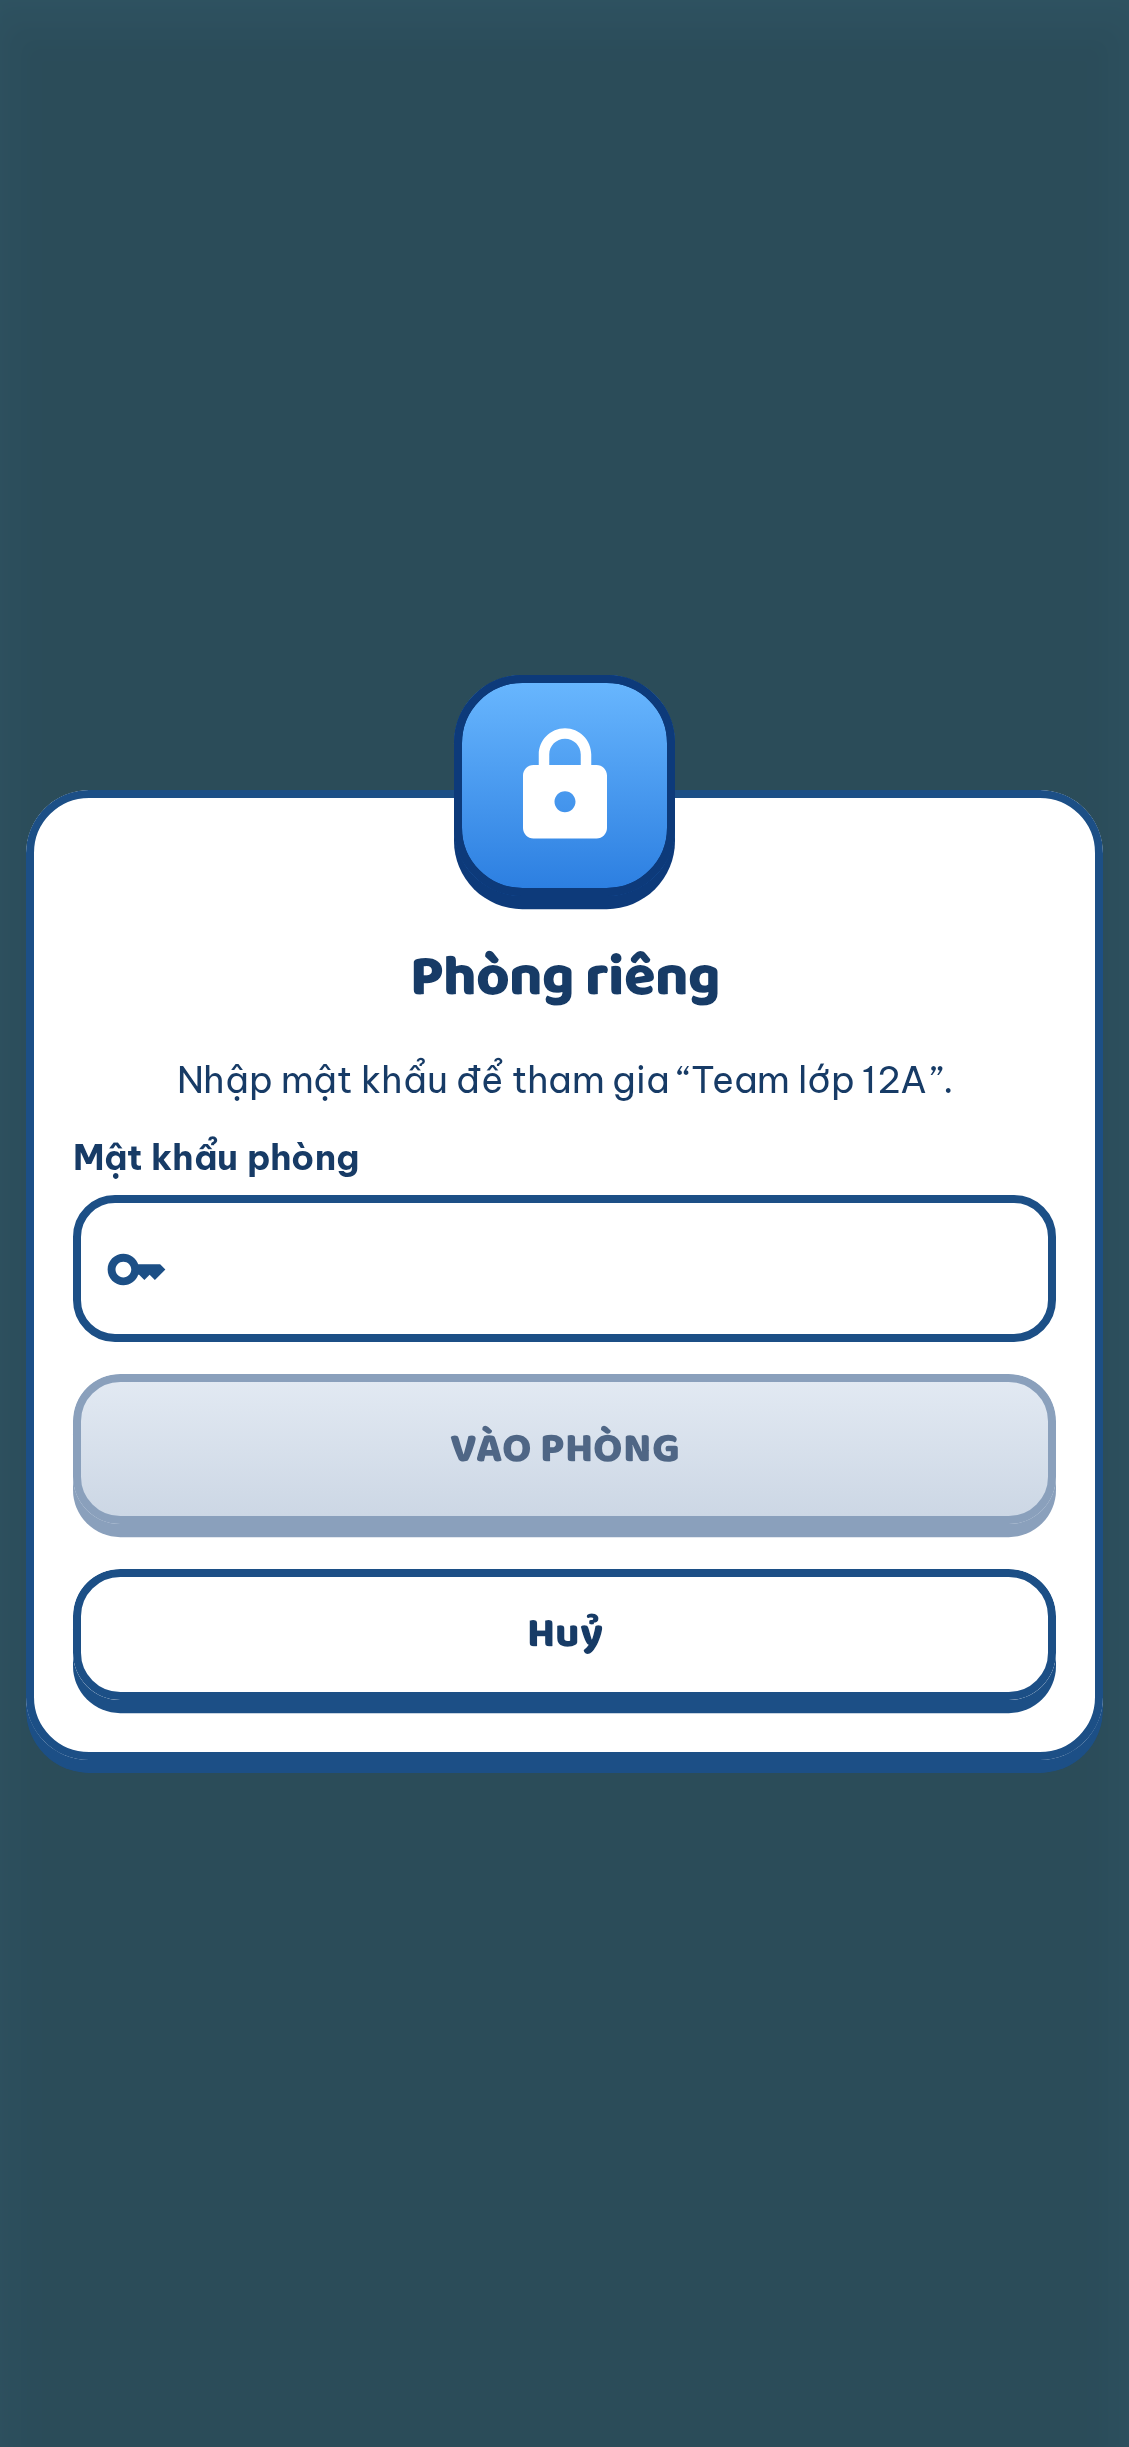 Phòng riêng
Nhập mật khẩu để tham gia “Team lớp 12A”.
Mật khẩu phòng
VÀO PHÒNG
Huỷ